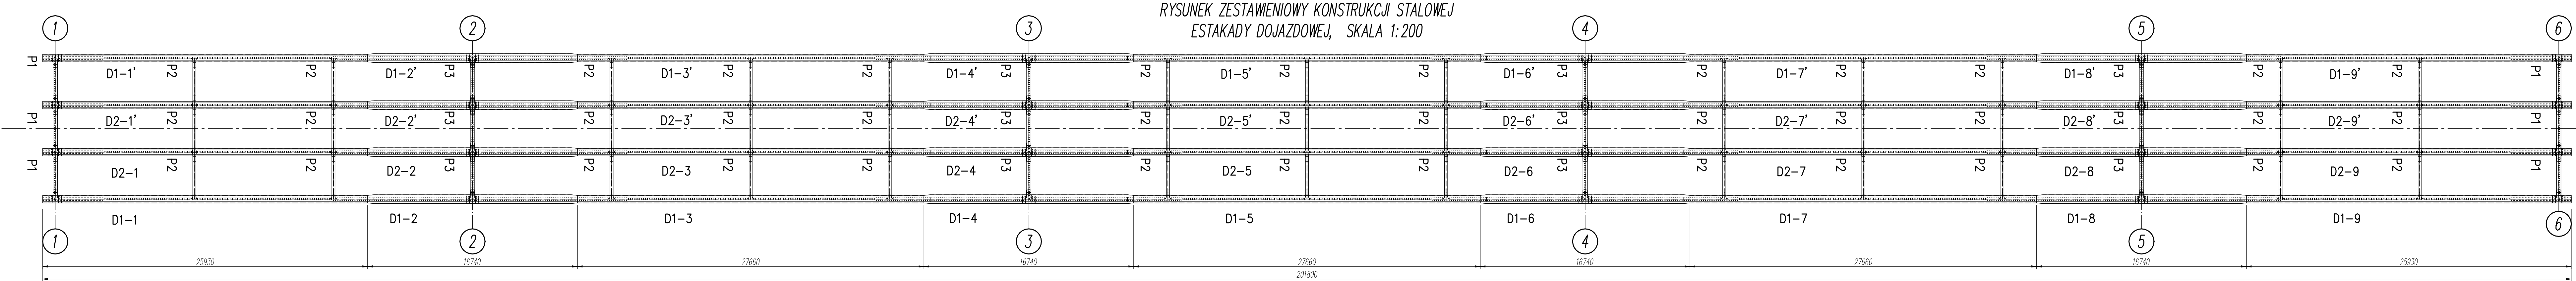 RYSUNEK ZESTAWIENIOWY KONSTRUKCJI STALOWEJ
ESTAKADY DOJAZDOWEJ, SKALA 1:200
1 2 3 4 5 6
P1 D1-1' P2 P2 D1-2' P3 P2 D1-3' P2 P2 D1-4' P3 P2 D1-5' P2 P2 D1-6' P3 P2 D1-7' P2 P2 D1-8' P3 P2 D1-9' P2 P1
P1 D2-1' P2 P2 D2-2' P3 P2 D2-3' P2 P2 D2-4' P3 P2 D2-5' P2 P2 D2-6' P3 P2 D2-7' P2 P2 D2-8' P3 P2 D2-9' P2 P1
P1 D2-1 P2 P2 D2-2 P3 P2 D2-3 P2 P2 D2-4 P3 P2 D2-5 P2 P2 D2-6 P3 P2 D2-7 P2 P2 D2-8 P3 P2 D2-9 P2 P1
D1-1 D1-2 D1-3 D1-4 D1-5 D1-6 D1-7 D1-8 D1-9
1 2 3 4 5 6
25930 16740 27660 16740 27660 16740 27660 16740 25930
201800